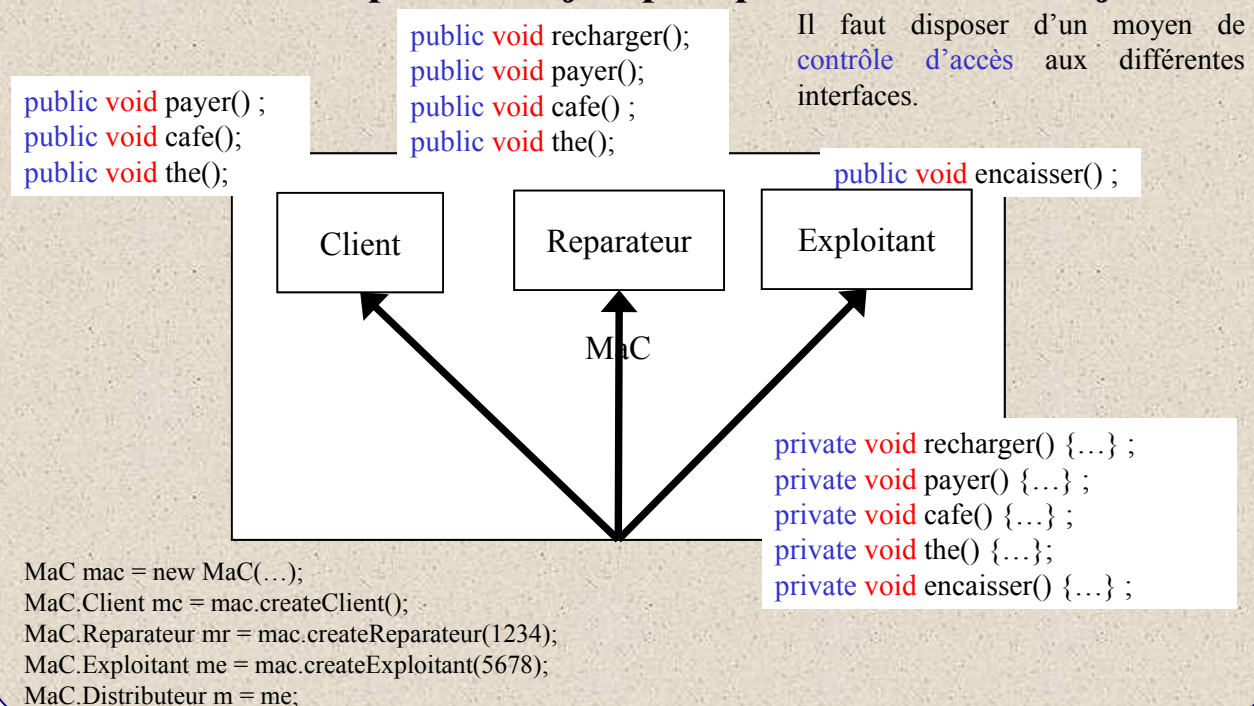 Il faut disposer d'un moyen de
contrôle d'accès aux différentes
interfaces.
public void recharger();
public void payer();
public void cafe() ;
public void the();
public void payer() ;
public void cafe();
public void the();
public void encaisser() ;
Client
Reparateur
Exploitant
MaC
private void recharger() {…} ;
private void payer() {…} ;
private void cafe() {…} ;
private void the() {…};
private void encaisser() {…} ;
MaC mac = new MaC(…);
MaC.Client mc = mac.createClient();
MaC.Reparateur mr = mac.createReparateur(1234);
MaC.Exploitant me = mac.createExploitant(5678);
MaC.Distributeur m = me;